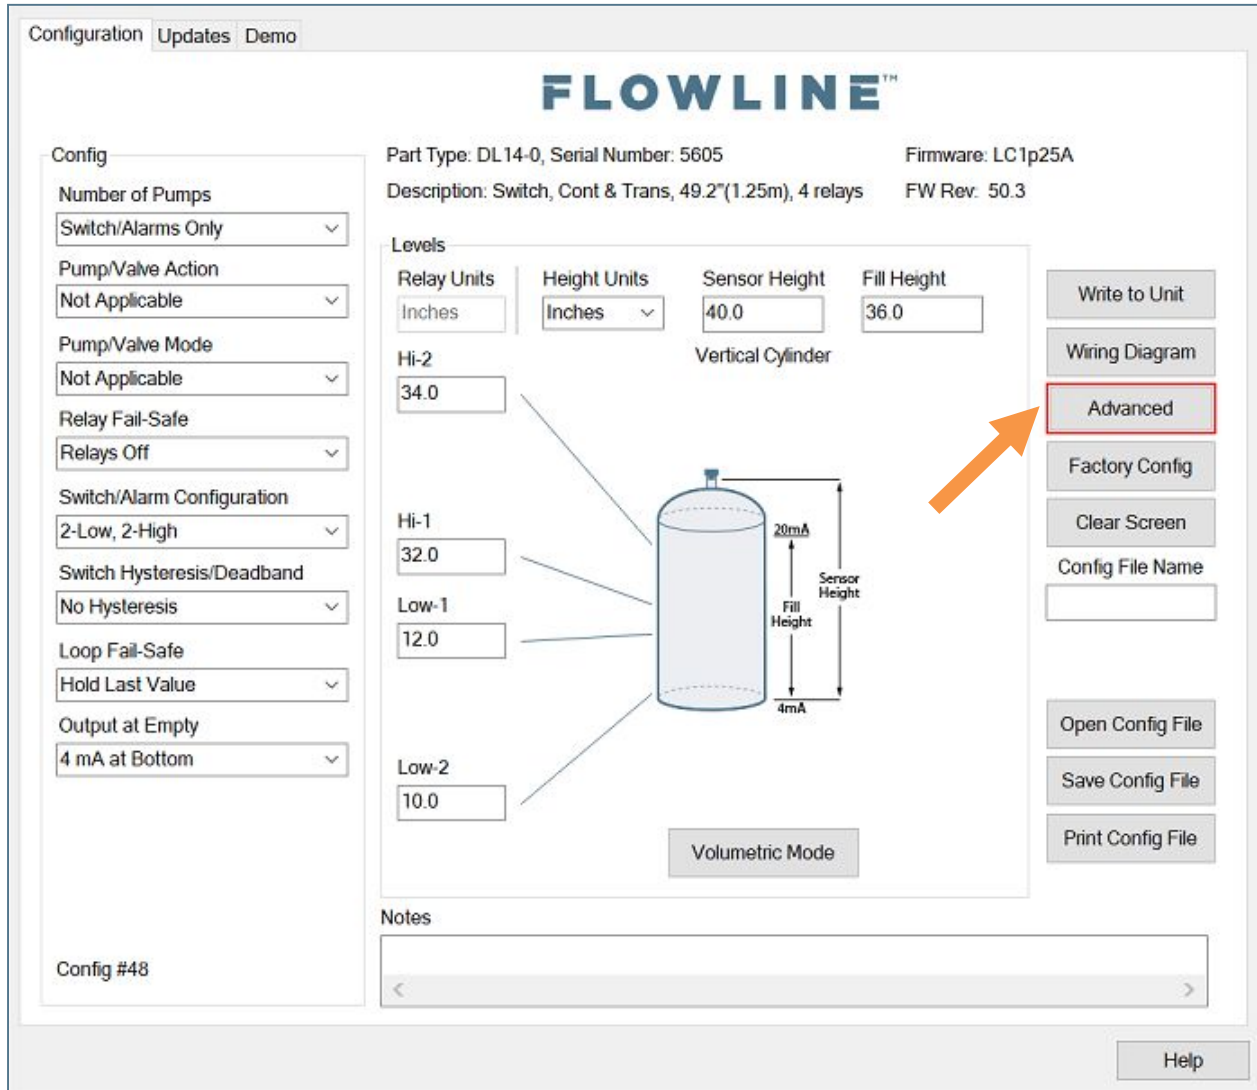 Configuration Updates Demo
FLOWLINE™
Config
Number of Pumps
Switch/Alarms Only
Pump/Valve Action
Not Applicable
Pump/Valve Mode
Not Applicable
Relay Fail-Safe
Relays Off
Switch/Alarm Configuration
2-Low, 2-High
Switch Hysteresis/Deadband
No Hysteresis
Loop Fail-Safe
Hold Last Value
Output at Empty
4 mA at Bottom
Config #48
Part Type: DL14-0, Serial Number: 5605
Firmware: LC1p25A
Description: Switch, Cont & Trans, 49.2"(1.25m), 4 relays
FW Rev: 50.3
Levels
Relay Units
Inches
Height Units
Inches
Sensor Height
40.0
Fill Height
36.0
Vertical Cylinder
Hi-2
34.0
Hi-1
32.0
Low-1
12.0
Low-2
10.0
20mA
Sensor
Height
Fill
Height
4mA
Volumetric Mode
Write to Unit
Wiring Diagram
Advanced
Factory Config
Clear Screen
Config File Name
Open Config File
Save Config File
Print Config File
Notes
Help